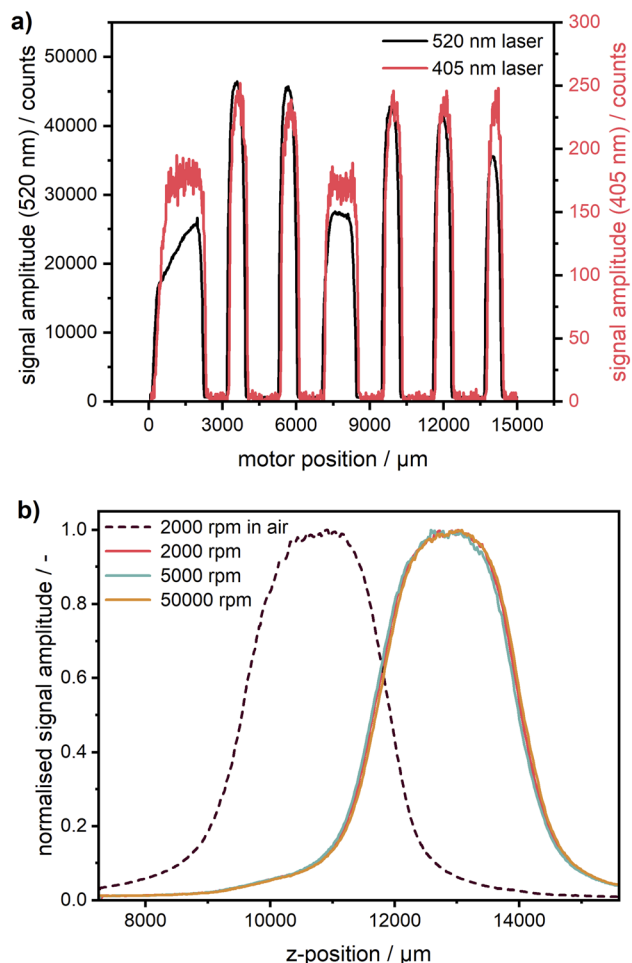 a)
520 nm laser
405 nm laser
signal amplitude (520 nm) / counts
50000
40000
30000
20000
10000
0
signal amplitude (405 nm) / counts
300
250
200
150
100
50
0
0 3000 6000 9000 12000 15000
motor position / μm
b)
2000 rpm in air
2000 rpm
5000 rpm
50000 rpm
normalised signal amplitude / -
1.0
0.8
0.6
0.4
0.2
0.0
8000 10000 12000 14000
z-position / μm